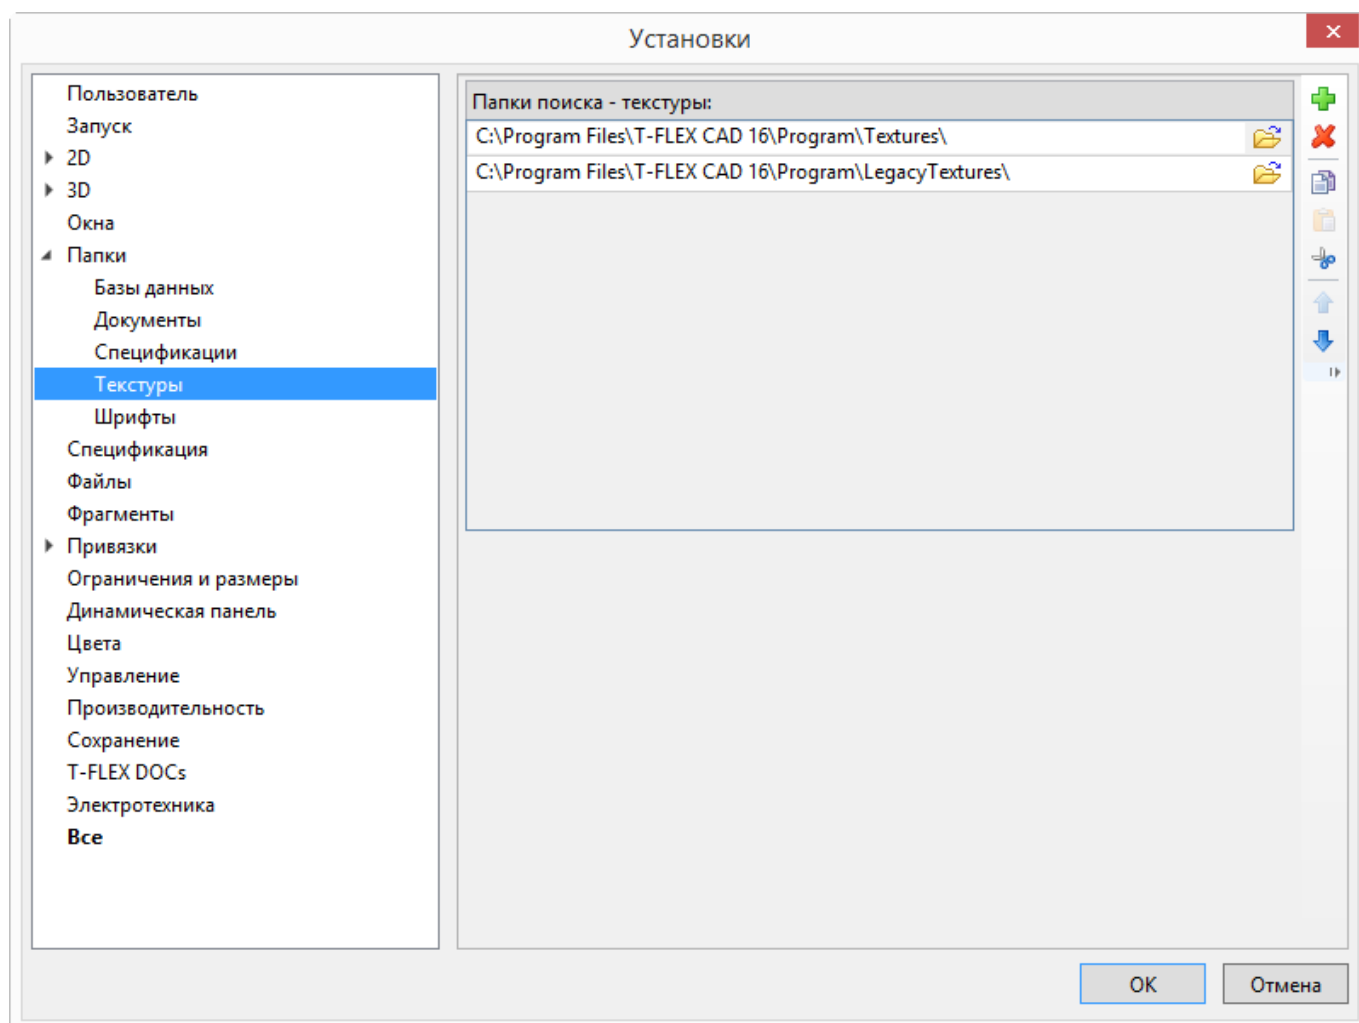 Установки
Пользователь
Запуск
2D
3D
Окна
Папки
Базы данных
Документы
Спецификации
Текстуры
Шрифты
Спецификация
Файлы
Фрагменты
Привязки
Ограничения и размеры
Динамическая панель
Цвета
Управление
Производительность
Сохранение
T-FLEX DOCs
Электротехника
Все
Папки поиска - текстуры:
C:\Program Files\T-FLEX CAD 16\Program\Textures\
C:\Program Files\T-FLEX CAD 16\Program\LegacyTextures\
ОК
Отмена